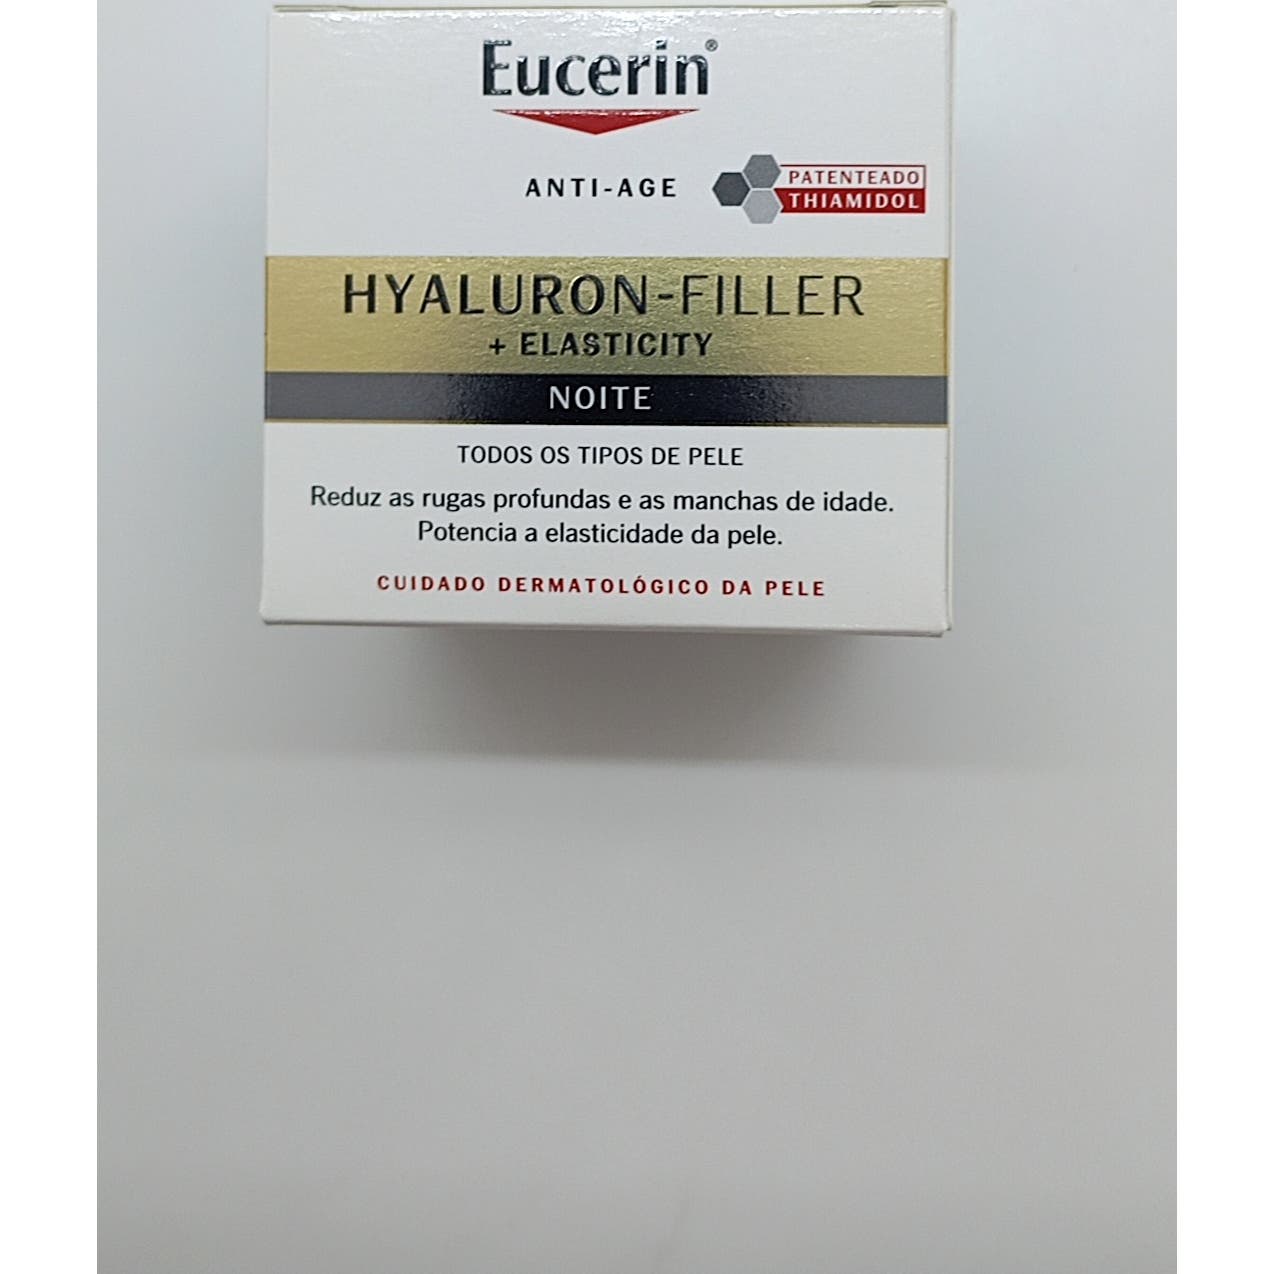 Eucerin®
ANTI-AGE
PATENTEADO
THIAMIDOL
HYALURON-FILLER
+ ELASTICITY
NOITE
TODOS OS TIPOS DE PELE
Reduz as rugas profundas e as manchas de idade.
Potencia a elasticidade da pele.
CUIDADO DERMATOLÓGICO DA PELE